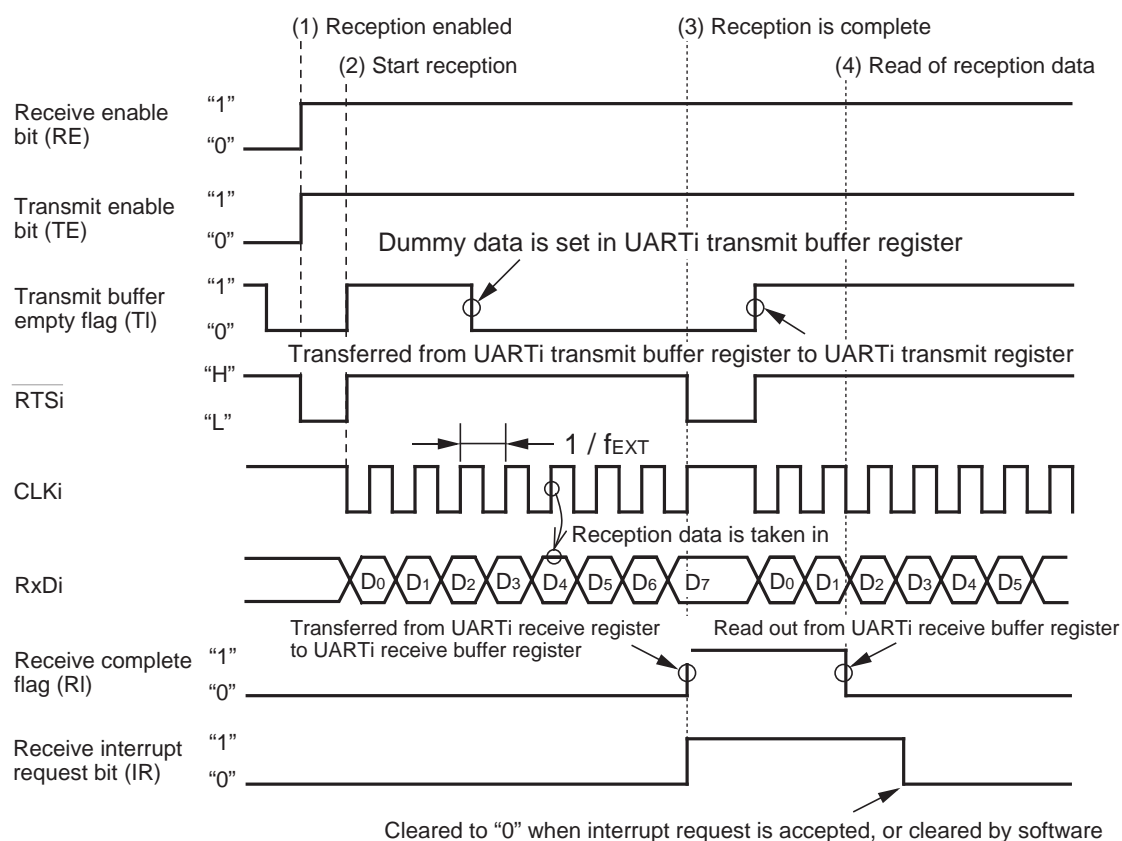 (1) Reception enabled
(3) Reception is complete
(2) Start reception
(4) Read of reception data
Receive enable
bit (RE)
“1”
“0”
Transmit enable
bit (TE)
“1”
“0”
Dummy data is set in UARTi transmit buffer register
Transmit buffer
empty flag (TI)
“1”
“0”
Transferred from UARTi transmit buffer register to UARTi transmit register
RTSi
“H”
“L”
1 / fEXT
CLKi
Reception data is taken in
RxDi
D0 D1 D2 D3 D4 D5 D6 D7 D0 D1 D2 D3 D4 D5
Transferred from UARTi receive register
to UARTi receive buffer register
Read out from UARTi receive buffer register
Receive complete
flag (RI)
“1”
“0”
Receive interrupt
request bit (IR)
“1”
“0”
Cleared to “0” when interrupt request is accepted, or cleared by software